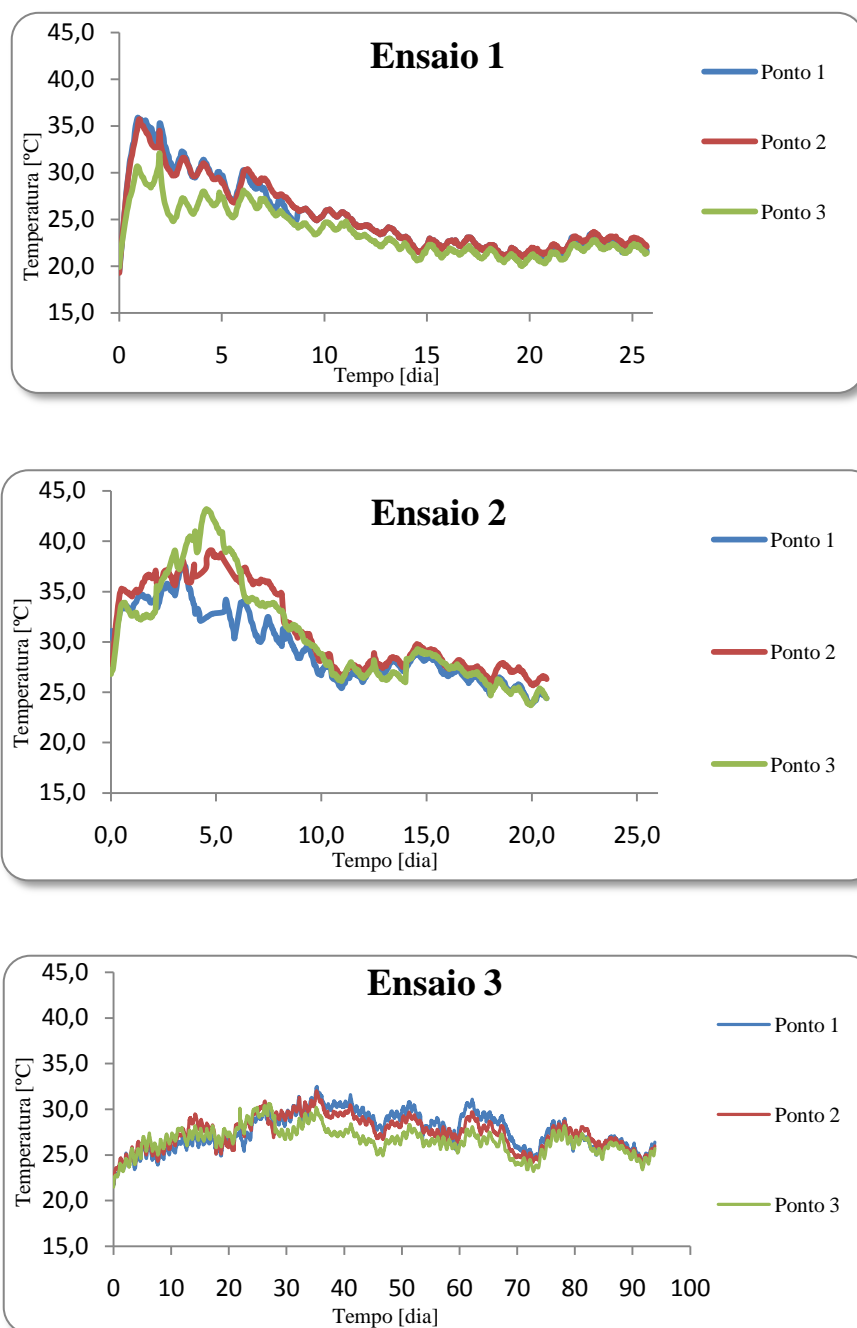 Ensaio 1
45,0
40,0
35,0
30,0
25,0
20,0
15,0
Temperatura [ºC]
0 5 10 15 20 25
Tempo [dia]
Ponto 1
Ponto 2
Ponto 3
Ensaio 2
45,0
40,0
35,0
30,0
25,0
20,0
15,0
Temperatura [ºC]
0,0 5,0 10,0 15,0 20,0 25,0
Tempo [dia]
Ponto 1
Ponto 2
Ponto 3
Ensaio 3
45,0
40,0
35,0
30,0
25,0
20,0
15,0
Temperatura [ºC]
0 10 20 30 40 50 60 70 80 90 100
Tempo [dia]
Ponto 1
Ponto 2
Ponto 3